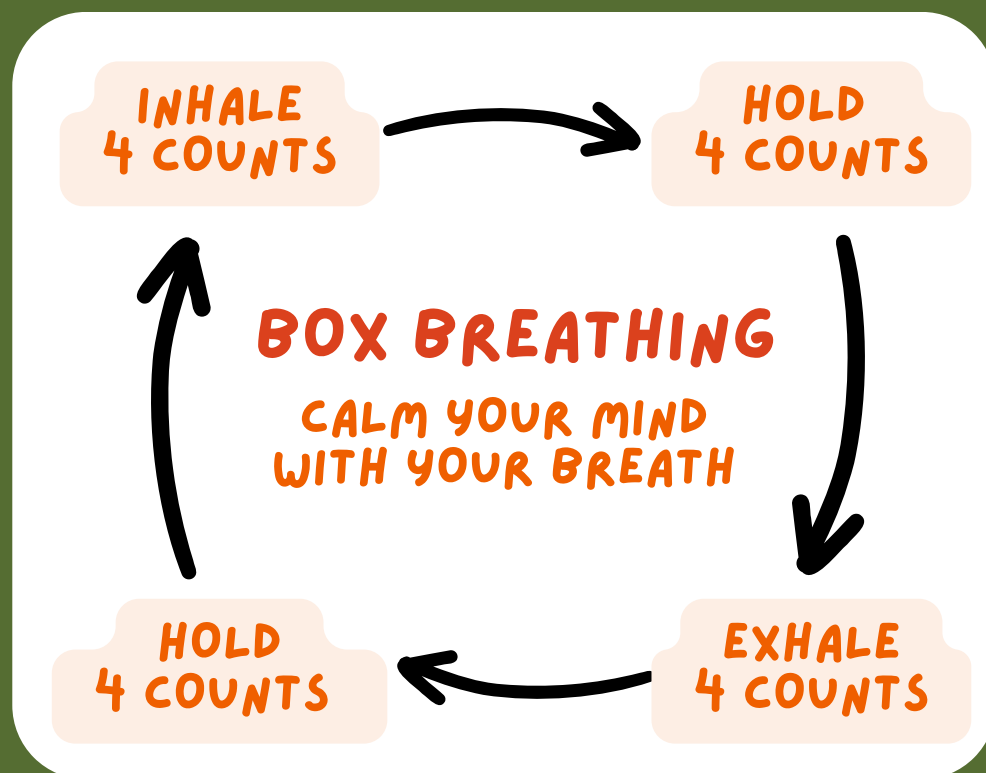 INHALE
4 COUNTS
HOLD
4 COUNTS
BOX BREATHING
CALM YOUR MIND
WITH YOUR BREATH
HOLD
4 COUNTS
EXHALE
4 COUNTS